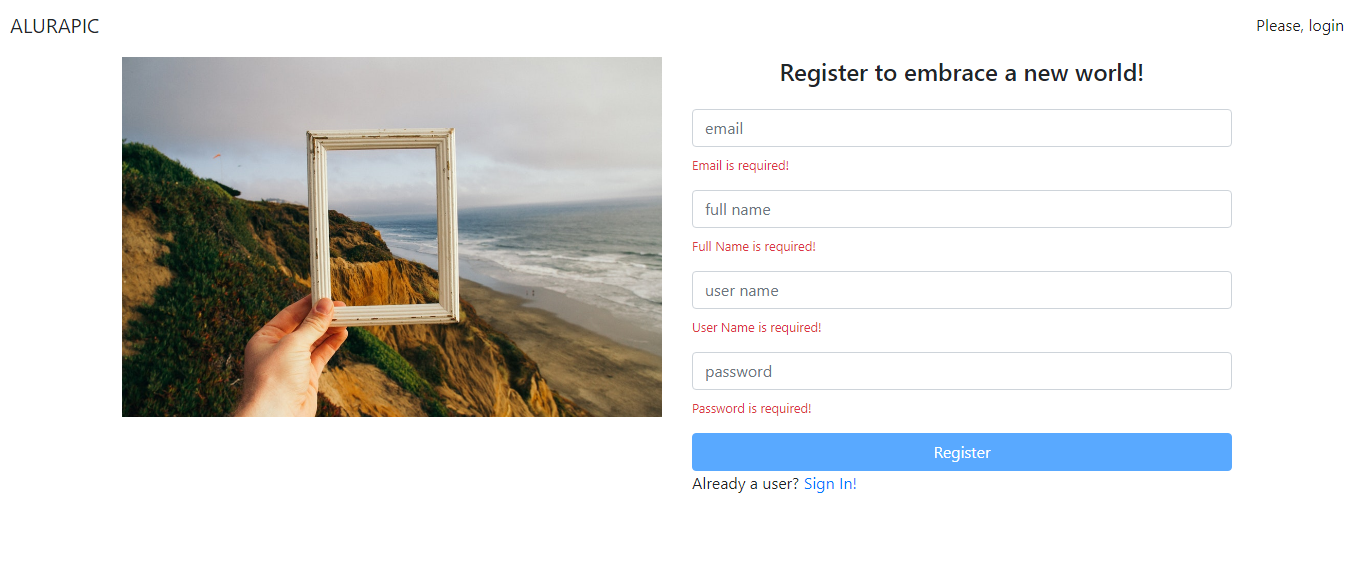 ALURAPIC
Please, login
Register to embrace a new world!
email
Email is required!
full name
Full Name is required!
user name
User Name is required!
password
Password is required!
Register
Already a user? Sign In!